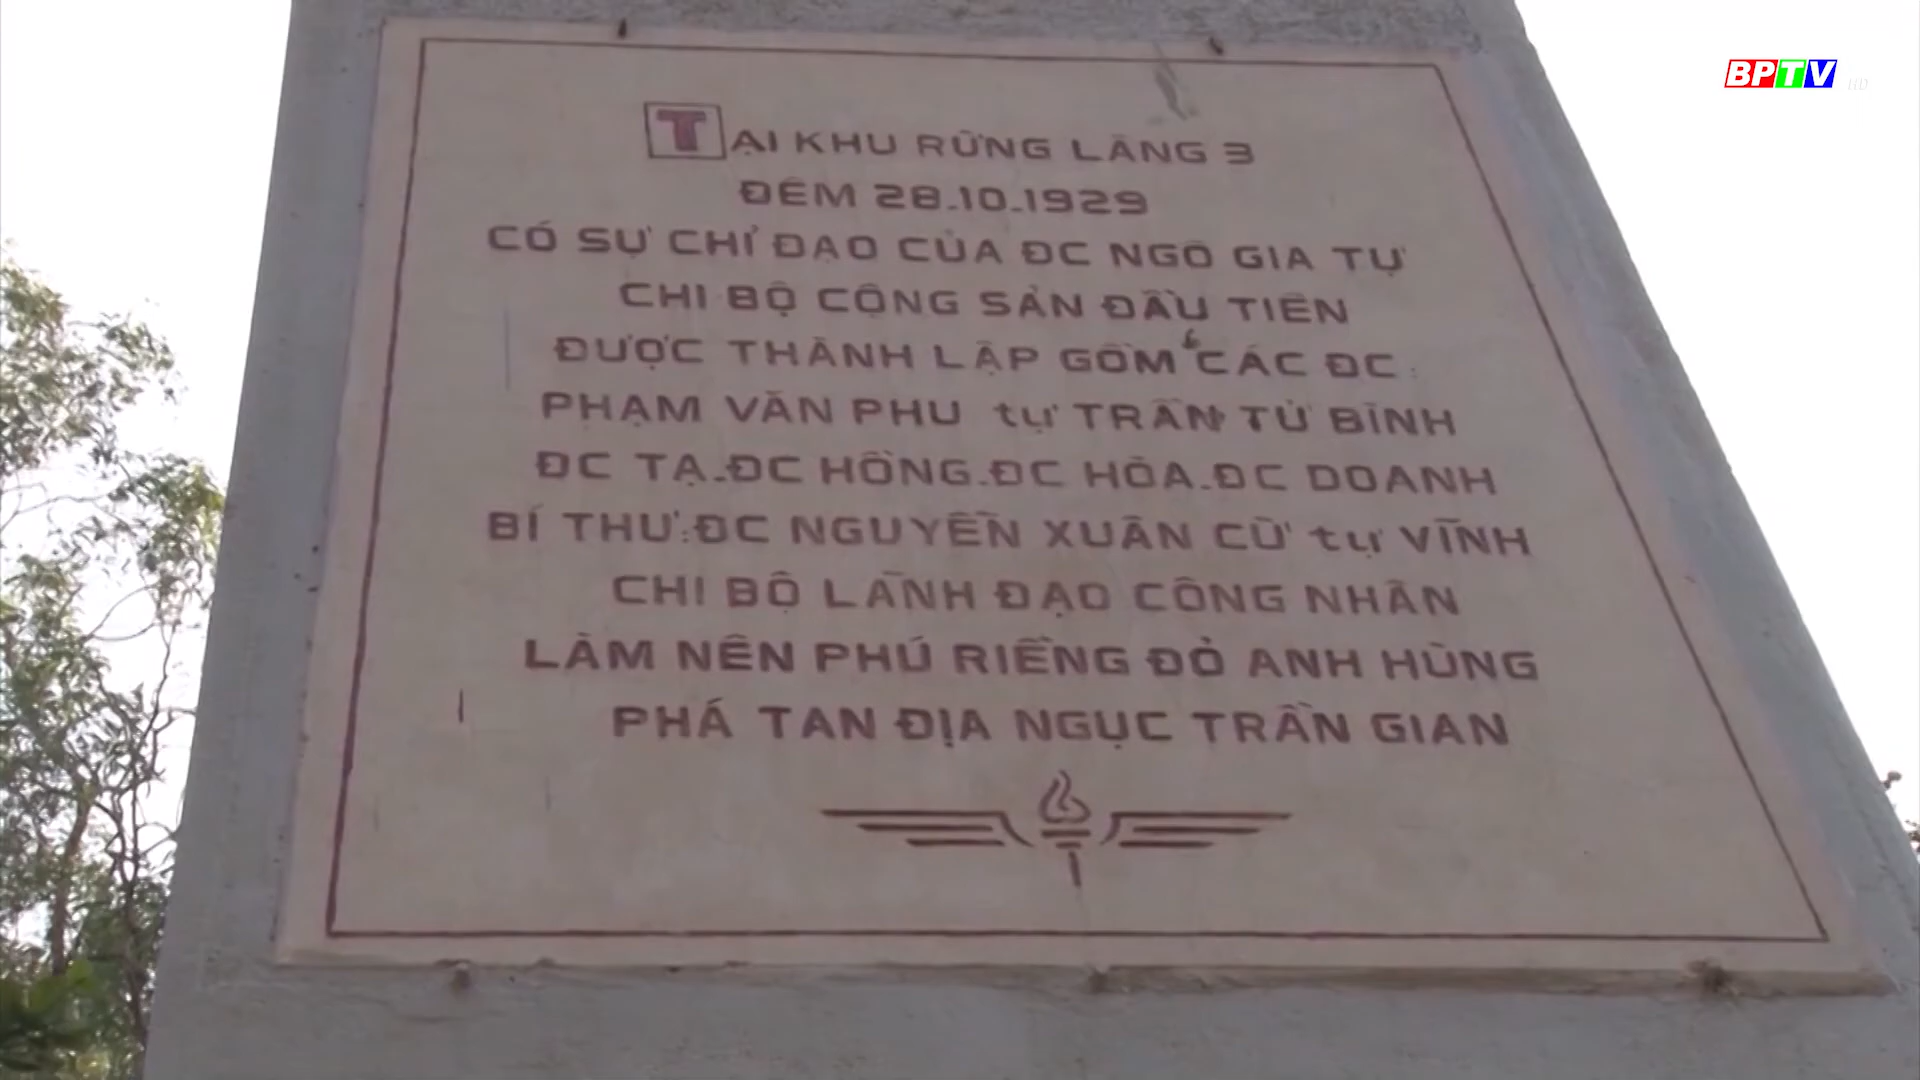 BPTV HD
TẠI KHU RỪNG LÀNG 3
ĐÊM 28-10-1929
CÓ SỰ CHỈ ĐẠO CỦA ĐC NGÔ GIA TỰ
CHI BỘ CỘNG SẢN ĐẦU TIÊN
ĐƯỢC THÀNH LẬP GỒM CÁC ĐC:
PHẠM VĂN PHU tự TRẦN TỬ BÌNH
ĐC TẠ-ĐC HỒNG-ĐC HÒA-ĐC DOANH
BÍ THƯ:ĐC NGUYỄN XUÂN CỪ tự VĨNH
CHI BỘ LÃNH ĐẠO CÔNG NHÂN
LÀM NÊN PHÚ RIỀNG ĐỎ ANH HÙNG
PHÁ TAN ĐỊA NGỤC TRẦN GIAN